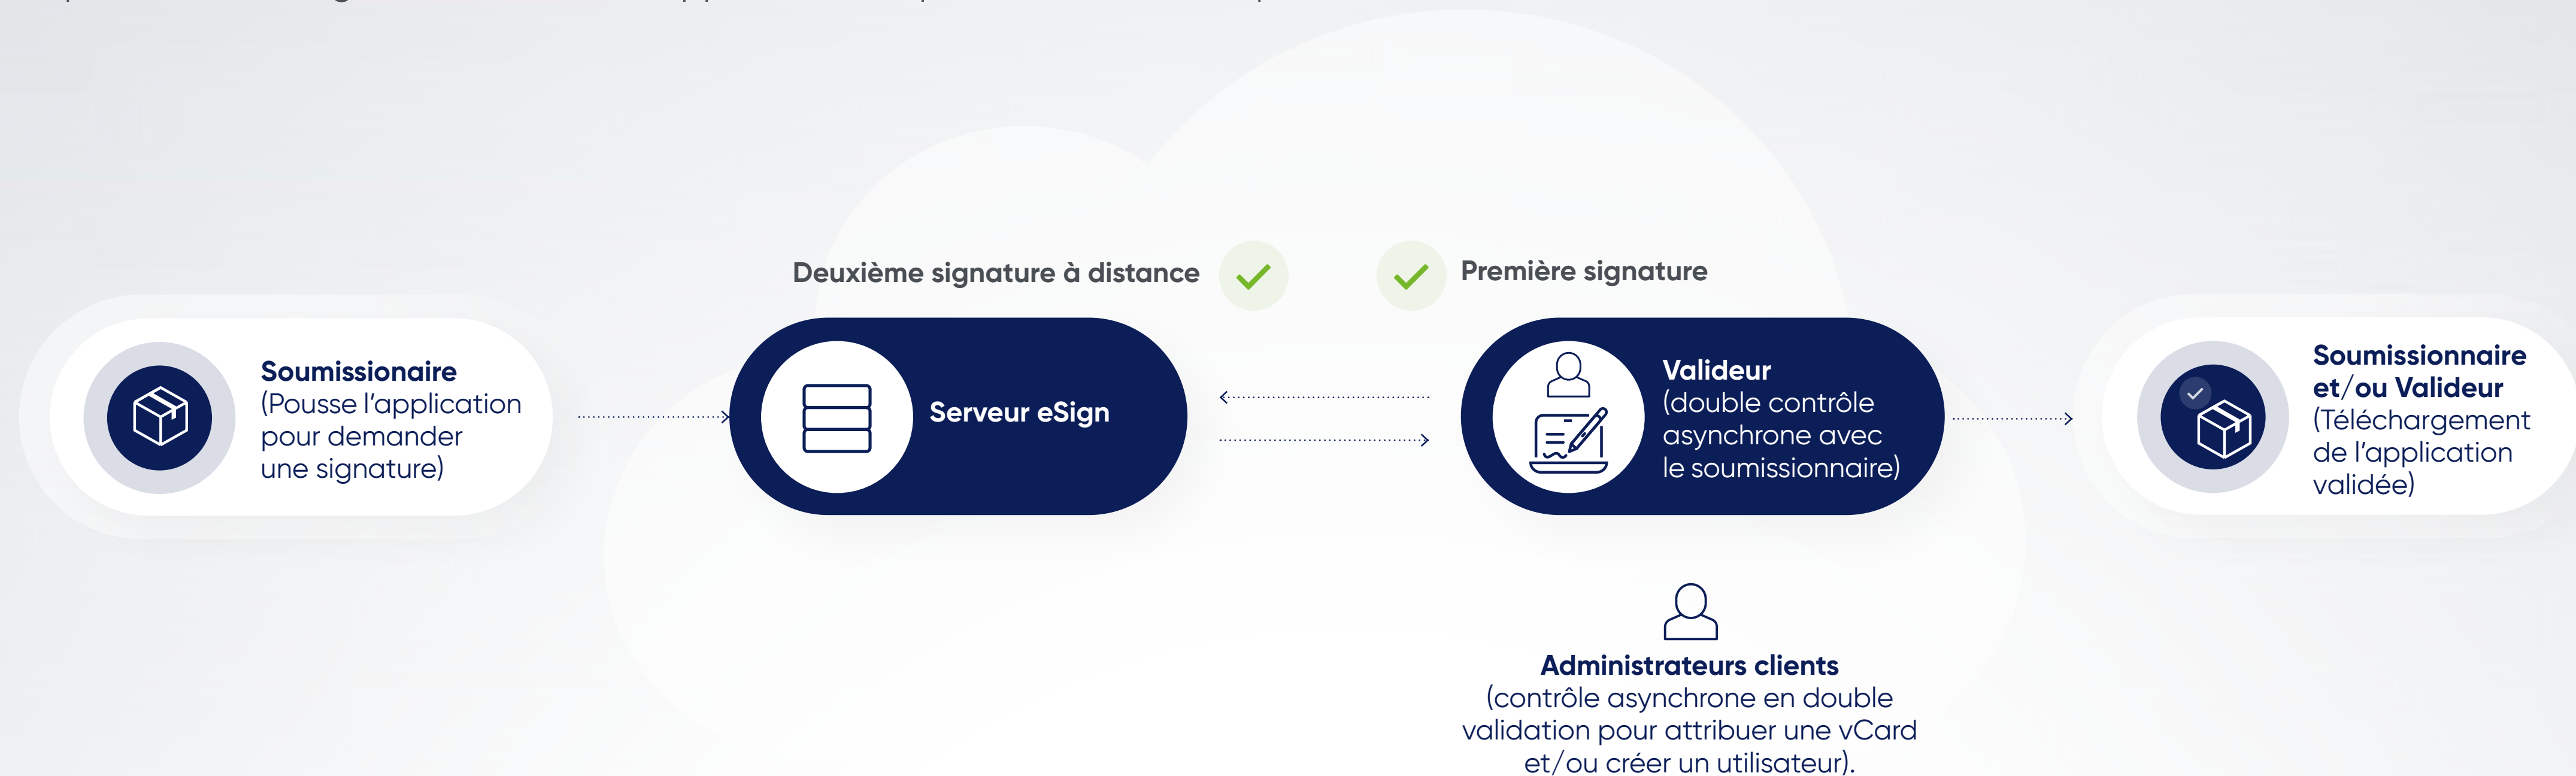 Deuxième signature à distance
Première signature
Soumissionaire
(Pousse l’application
pour demander
une signature)
Serveur eSign
Valideur
(double contrôle
asynchrone avec
le soumissionnaire)
Soumissionnaire
et/ou Valideur
(Téléchargement
de l’application
validée)
Administrateurs clients
(contrôle asynchrone en double
validation pour attribuer une vCard
et/ou créer un utilisateur).